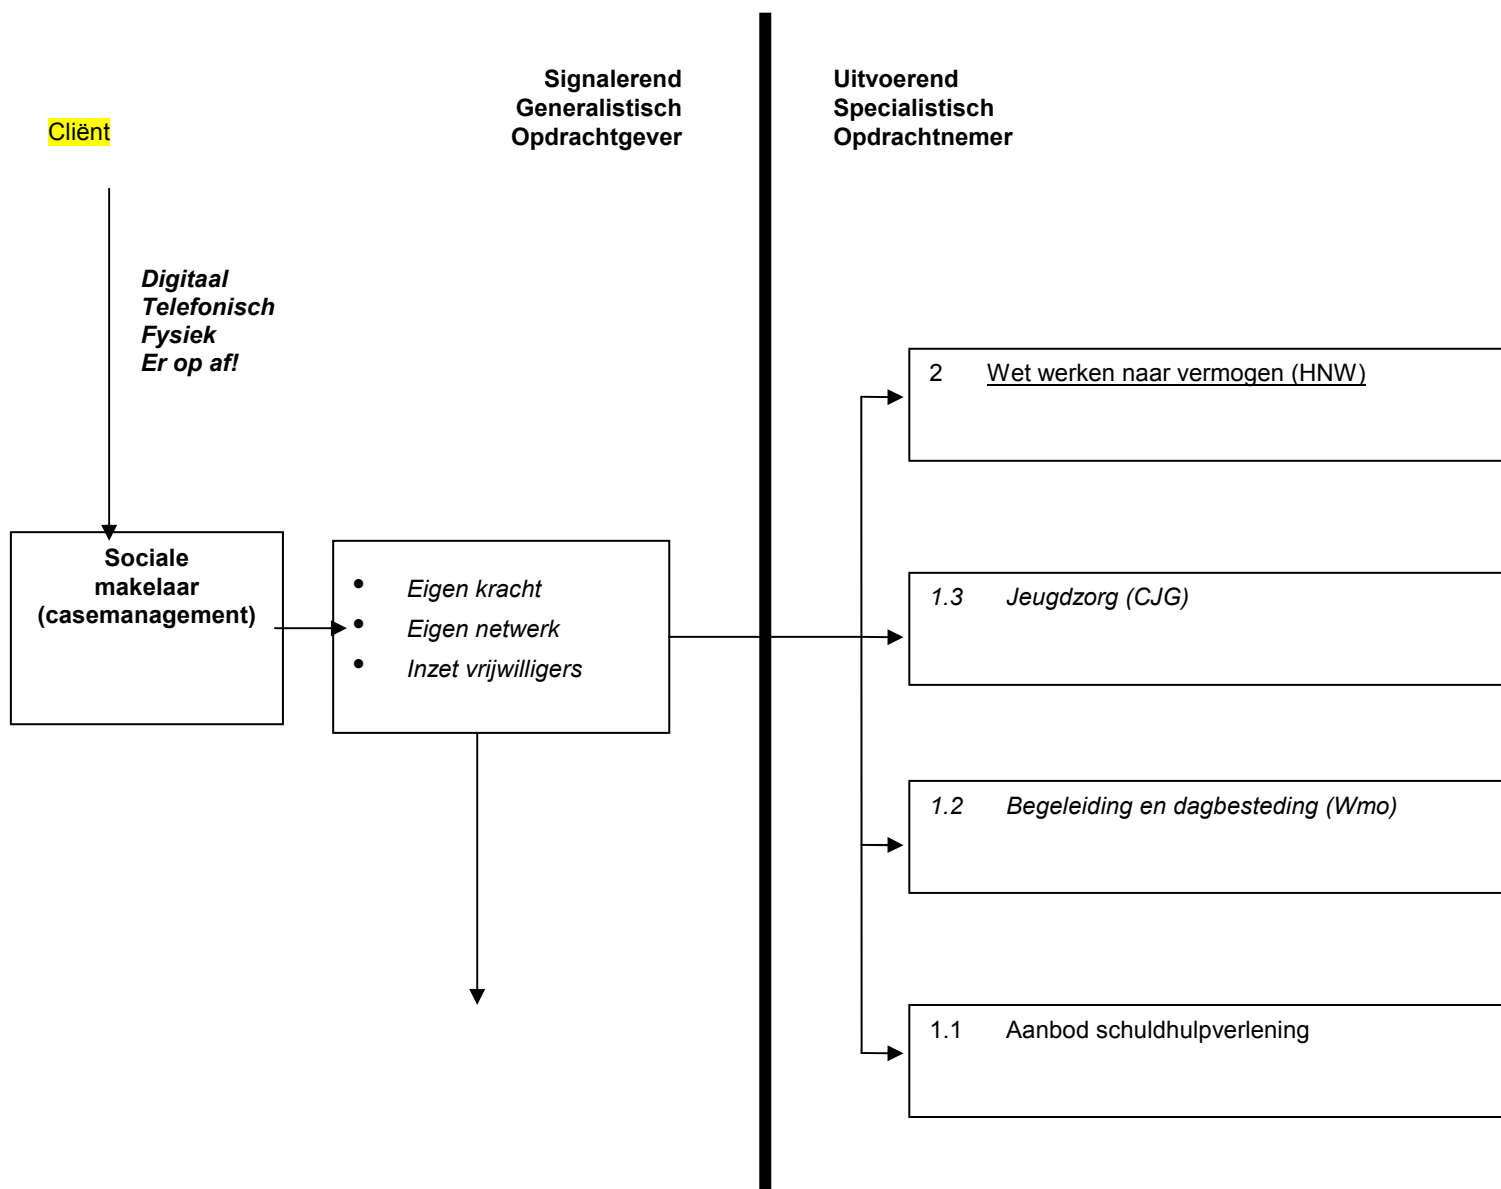 Signalerend
Generalistisch
Opdrachtgever
Uitvoerend
Specialistisch
Opdrachtnemer
Cliënt
Digitaal
Telefonisch
Fysiek
Er op af!
Sociale
makelaar
(casemanagement)
• Eigen kracht
• Eigen netwerk
• Inzet vrijwilligers
2 Wet werken naar vermogen (HNW)
1.3 Jeugdzorg (CJG)
1.2 Begeleiding en dagbesteding (Wmo)
1.1 Aanbod schuldhulpverlening